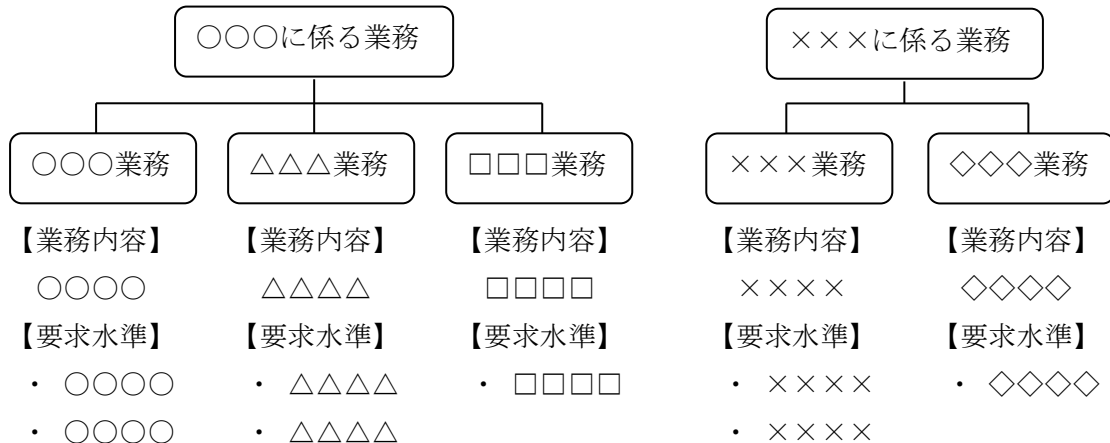 ○○○に係る業務 ×××に係る業務
○○○業務 △△△業務 □□□業務 ×××業務 ◇◇◇業務
【業務内容】 【業務内容】 【業務内容】 【業務内容】 【業務内容】
○○○○ △△△△ □□□□ ×××× ◇◇◇◇
【要求水準】 【要求水準】 【要求水準】 【要求水準】 【要求水準】
・ ○○○○ ・ △△△△ ・ □□□□ ・ ×××× ・ ◇◇◇◇
・ ○○○○ ・ △△△△ ・ ××××